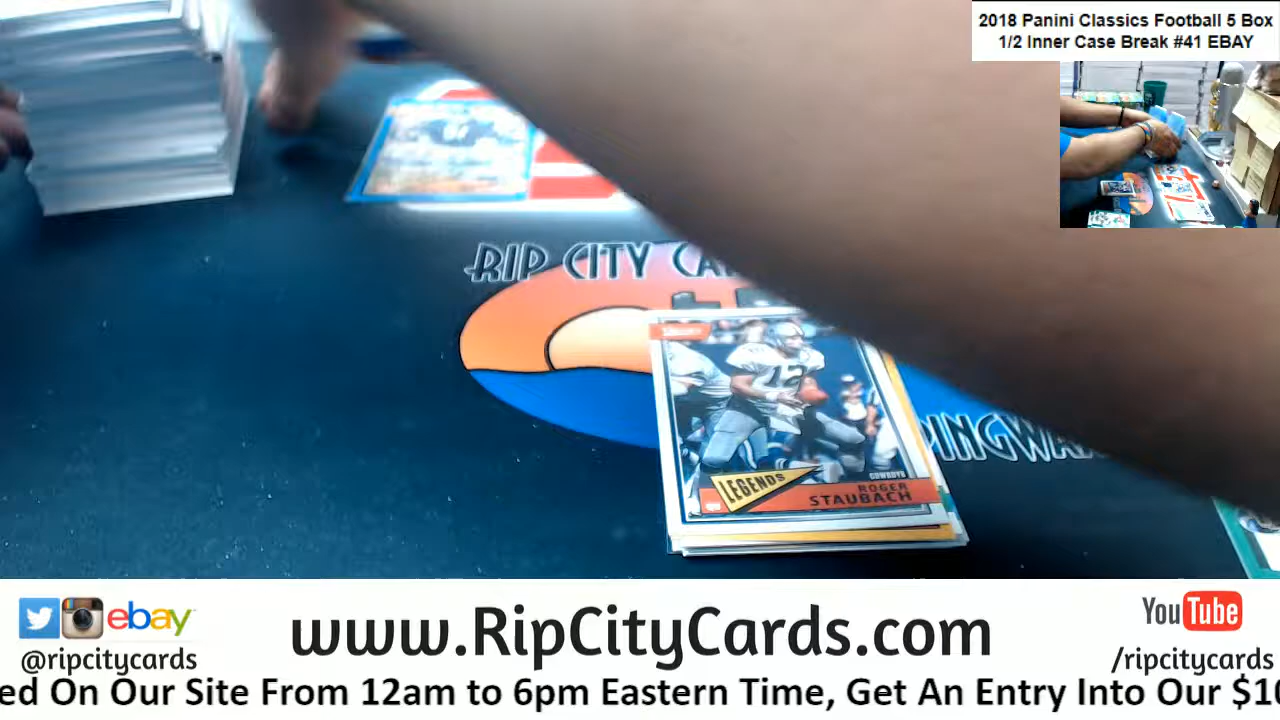 2018 Panini Classics Football 5 Box
1/2 Inner Case Break #41 EBAY
RIP CITY
LEGENDS
COWBOYS
ROGER
STAUBACH
ebay
@ripcitycards
www.RipCityCards.com
YouTube
/ripcitycards
ed On Our Site From 12am to 6pm Eastern Time, Get An Entry Into Our